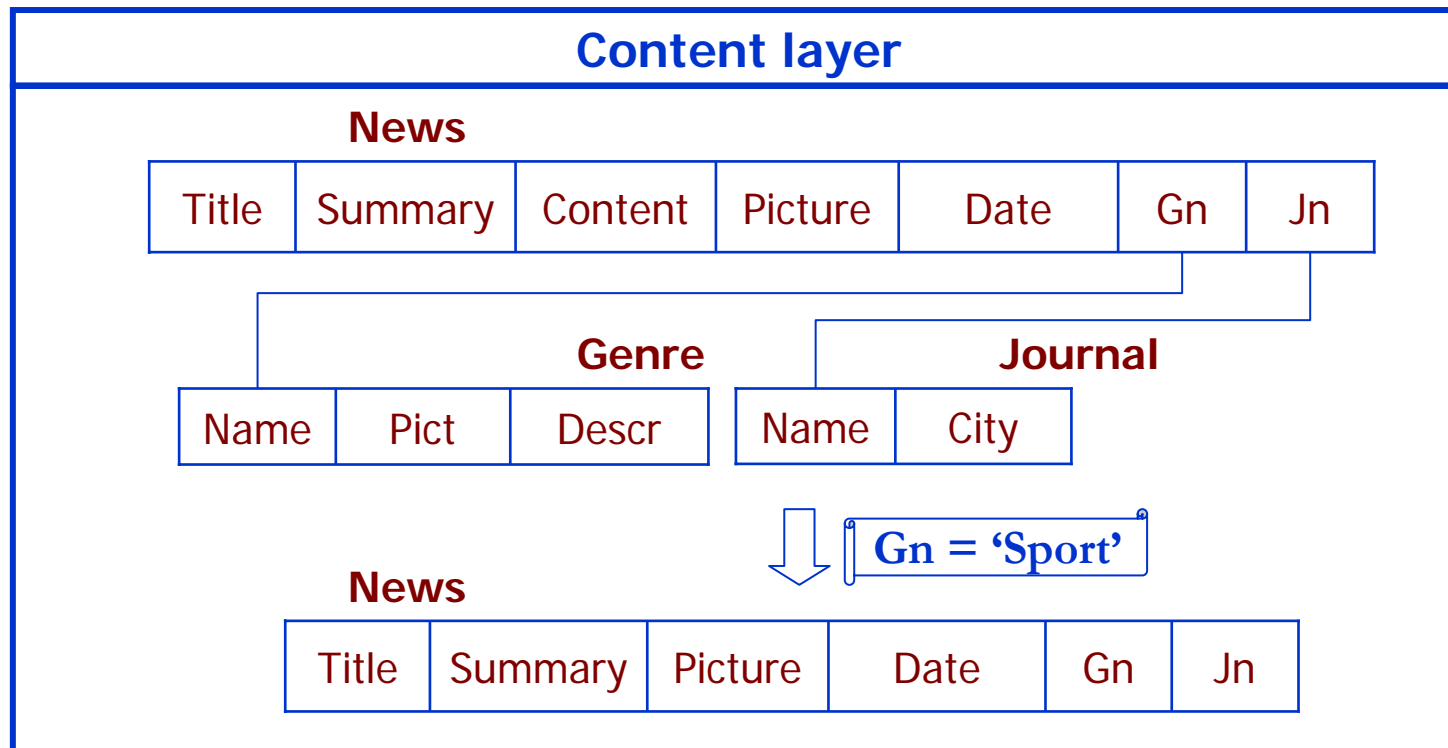 Content layer
News
Title Summary Content Picture Date Gn Jn
Genre Journal
Name Pict Descr Name City
Gn = ‘Sport’
News
Title Summary Picture Date Gn Jn